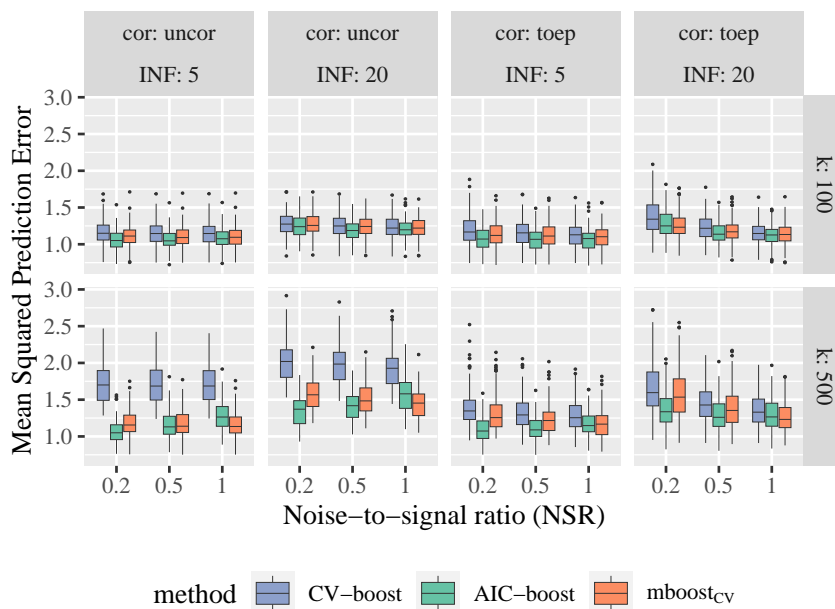 cor: uncor cor: uncor cor: toep cor: toep
INF: 5 INF: 20 INF: 5 INF: 20
Mean Squared Prediction Error
3.0
2.5
2.0
1.5
1.0
k: 100
3.0
2.5
2.0
1.5
1.0
k: 500
0.2 0.5 1 0.2 0.5 1 0.2 0.5 1 0.2 0.5 1
Noise−to−signal ratio (NSR)
method CV−boost AIC−boost mboostCV